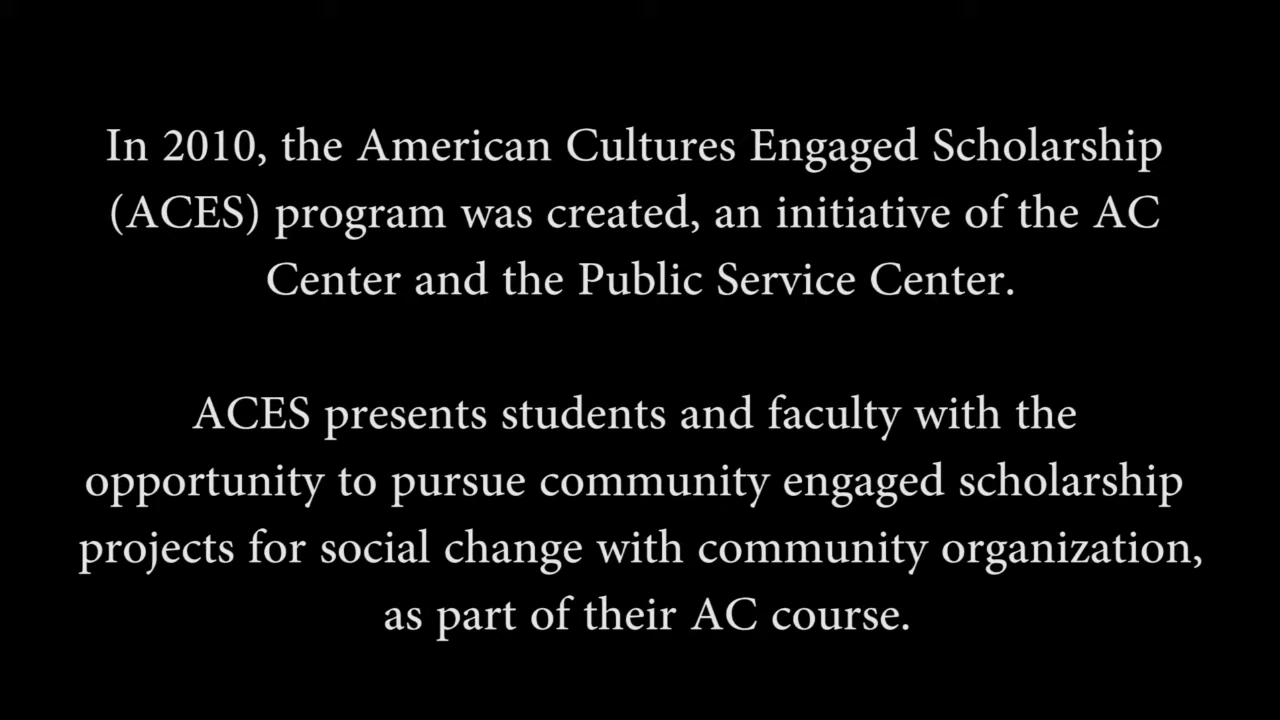 In 2010, the American Cultures Engaged Scholarship
(ACES) program was created, an initiative of the AC
Center and the Public Service Center.
ACES presents students and faculty with the
opportunity to pursue community engaged scholarship
projects for social change with community organization,
as part of their AC course.